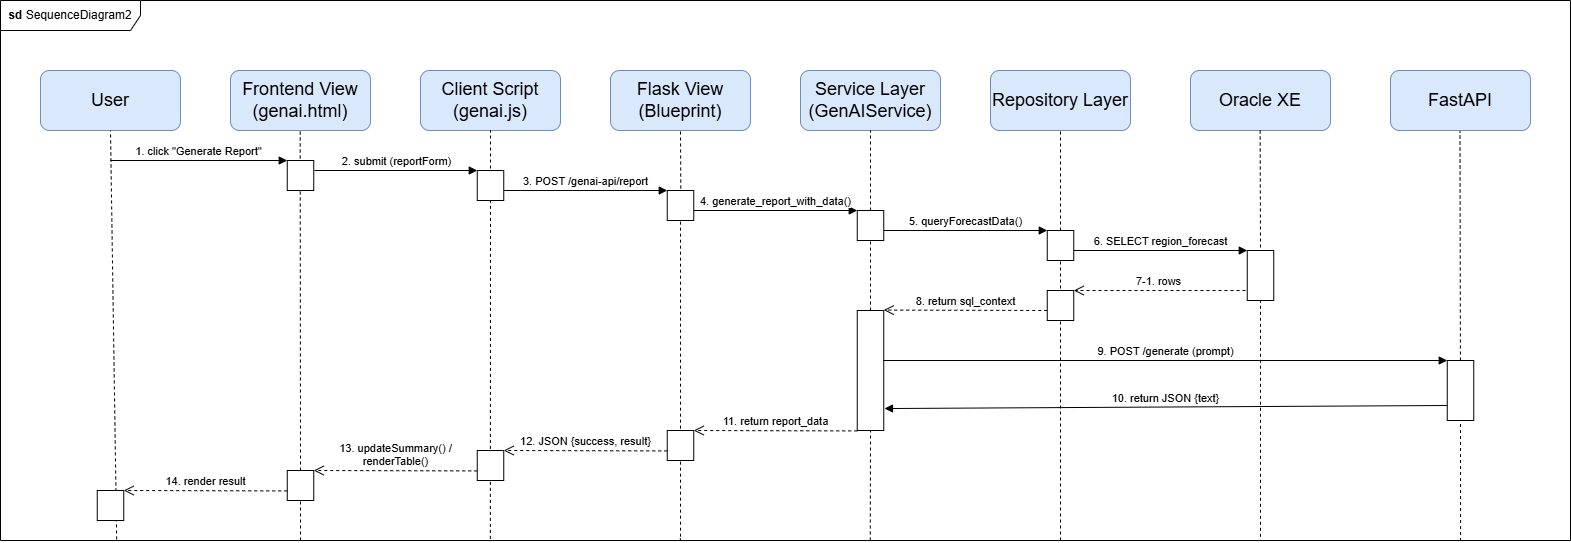 sd SequenceDiagram2
User
Frontend View
(genai.html)
Client Script
(genai.js)
Flask View
(Blueprint)
Service Layer
(GenAIService)
Repository Layer
Oracle XE
FastAPI
1. click "Generate Report"
2. submit (reportForm)
3. POST /genai-api/report
4. generate_report_with_data()
5. queryForecastData()
6. SELECT region_forecast
7-1. rows
8. return sql_context
9. POST /generate (prompt)
10. return JSON {text}
11. return report_data
12. JSON {success, result}
13. updateSummary() /
renderTable()
14. render result